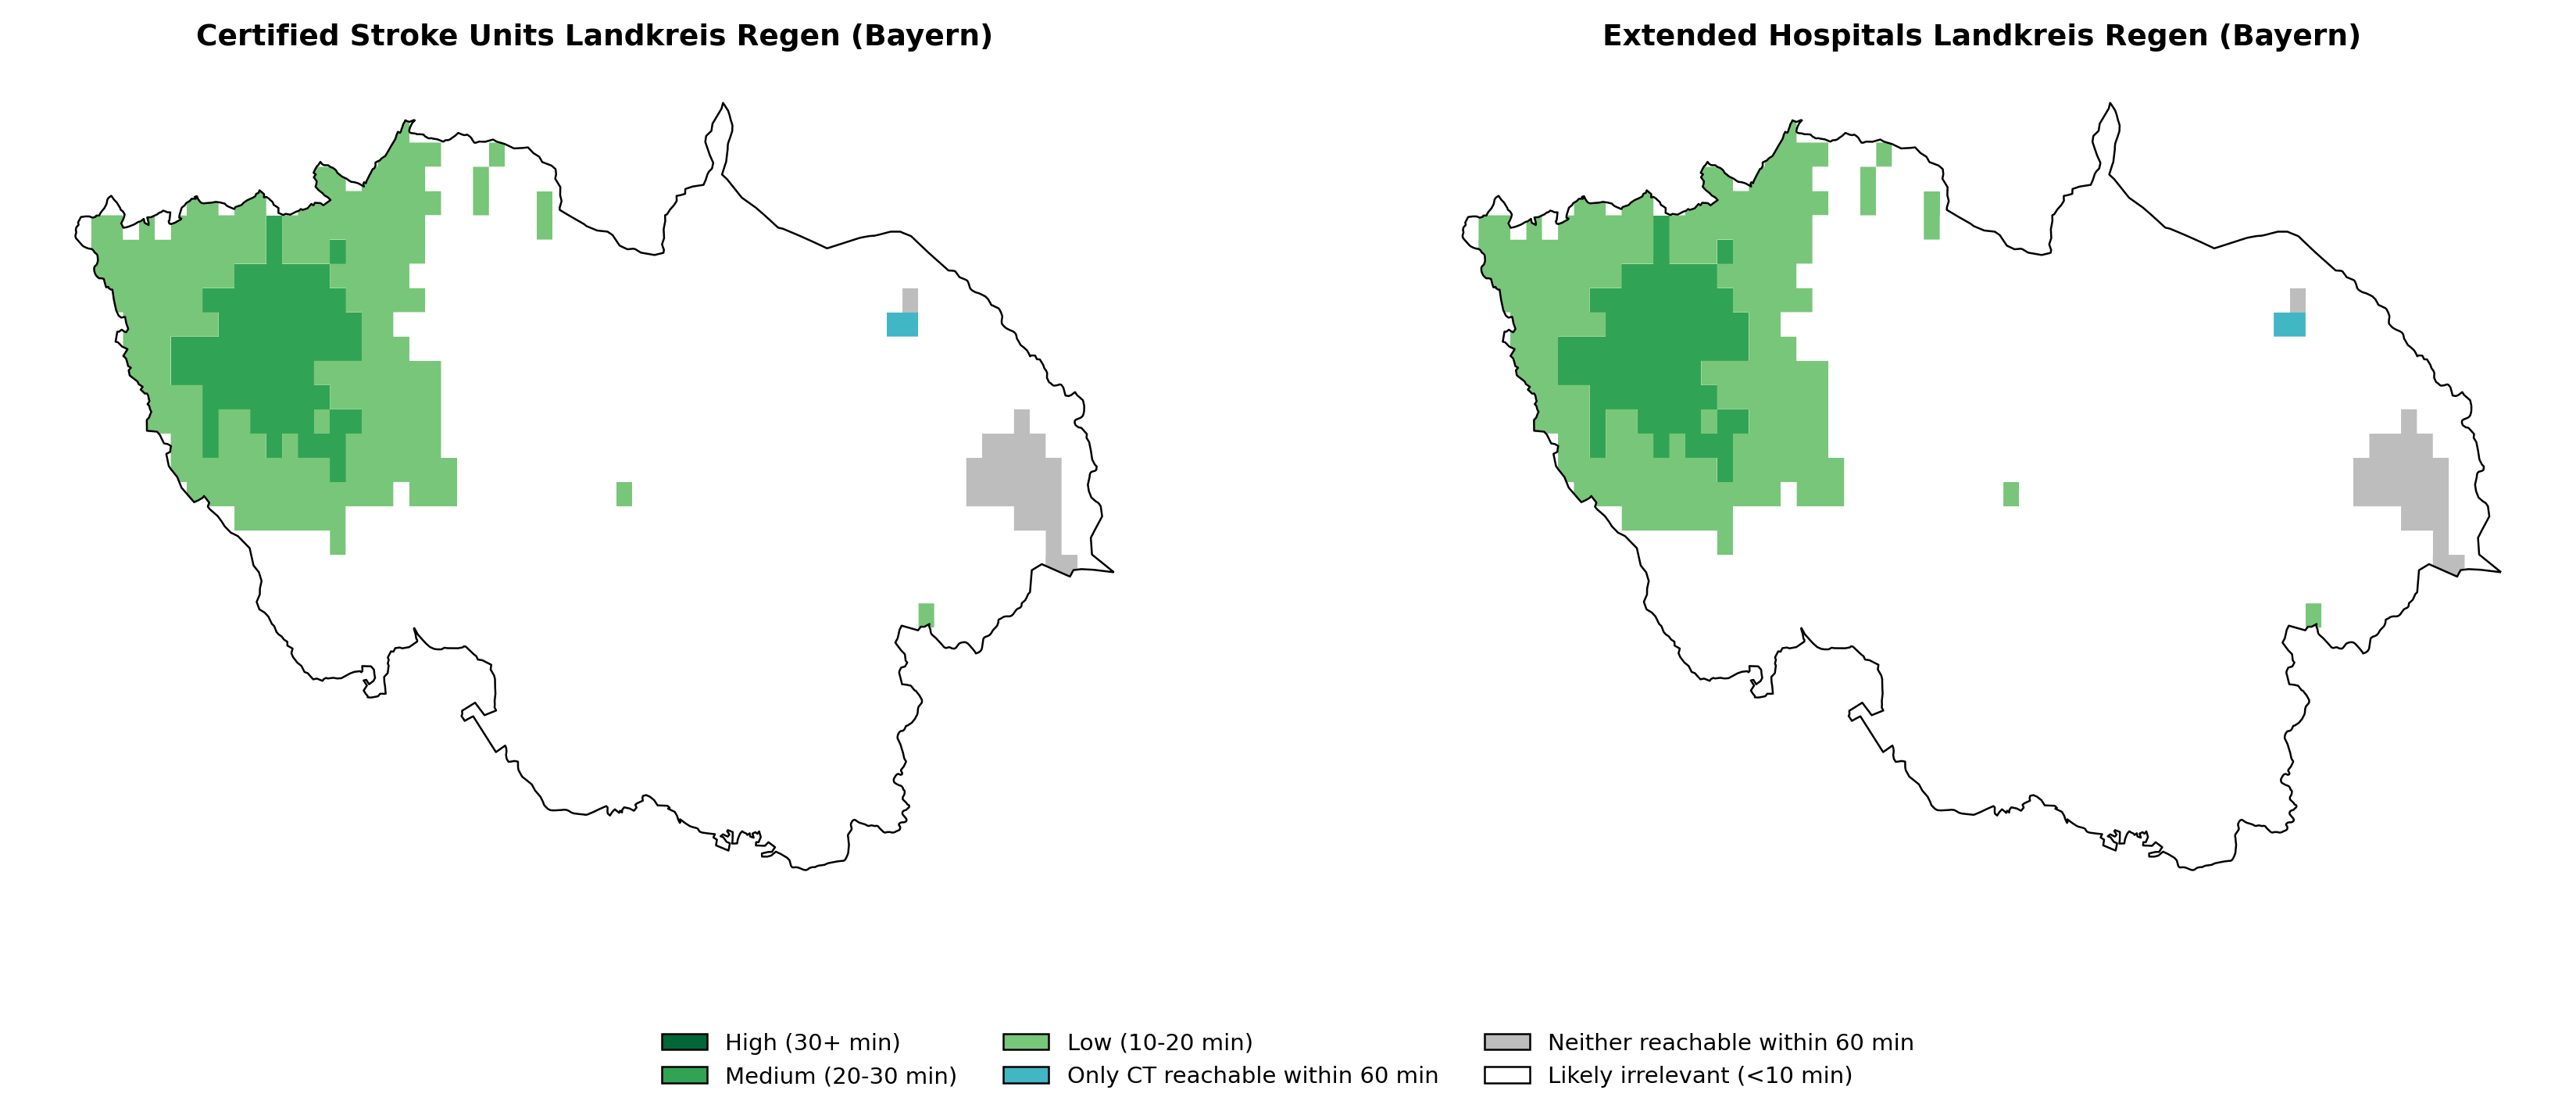 Certified Stroke Units Landkreis Regen (Bayern)
Extended Hospitals Landkreis Regen (Bayern)
High (30+ min)
Medium (20-30 min)
Low (10-20 min)
Only CT reachable within 60 min
Neither reachable within 60 min
Likely irrelevant (<10 min)